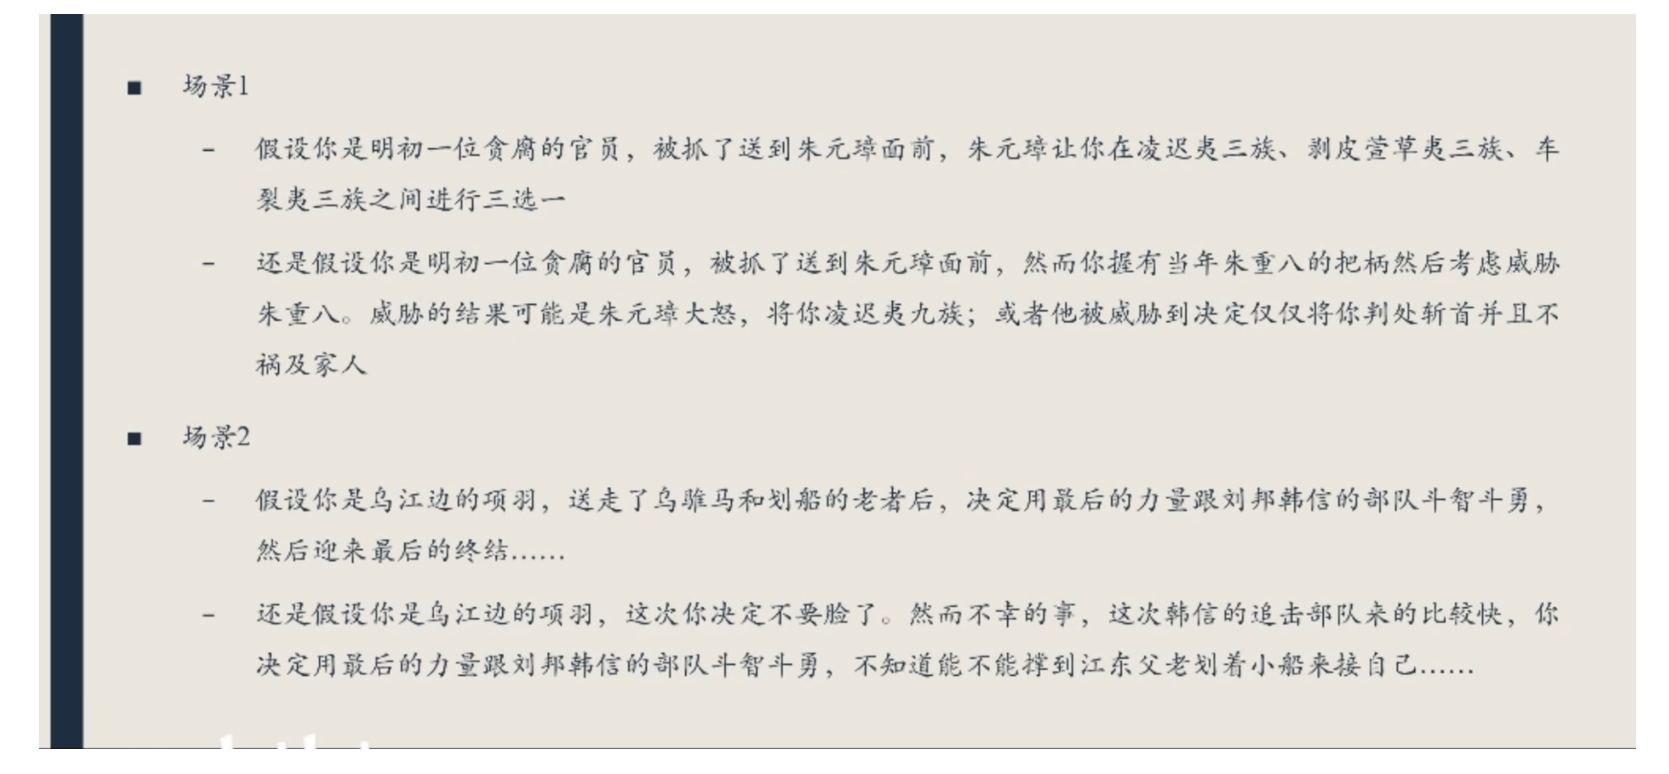 ■ 场景1
– 假设你是明初一位贪腐的官员，被抓了送到朱元璋面前，朱元璋让你在凌迟夷三族、剥皮萱草夷三族、车
裂夷三族之间进行三选一
– 还是假设你是明初一位贪腐的官员，被抓了送到朱元璋面前，然而你握有当年朱重八的把柄然后考虑威胁
朱重八。威胁的结果可能是朱元璋大怒，将你凌迟夷九族；或者他被威胁到决定仅仅将你判处斩首并且不
祸及家人
■ 场景2
– 假设你是乌江边的项羽，送走了乌骓马和划船的老者后，决定用最后的力量跟刘邦韩信的部队斗智斗勇，
然后迎来最后的终结……
– 还是假设你是乌江边的项羽，这次你决定不要脸了。然而不幸的事，这次韩信的追击部队来的比较快，你
决定用最后的力量跟刘邦韩信的部队斗智斗勇，不知道能不能撑到江东父老划着小船来接自己……